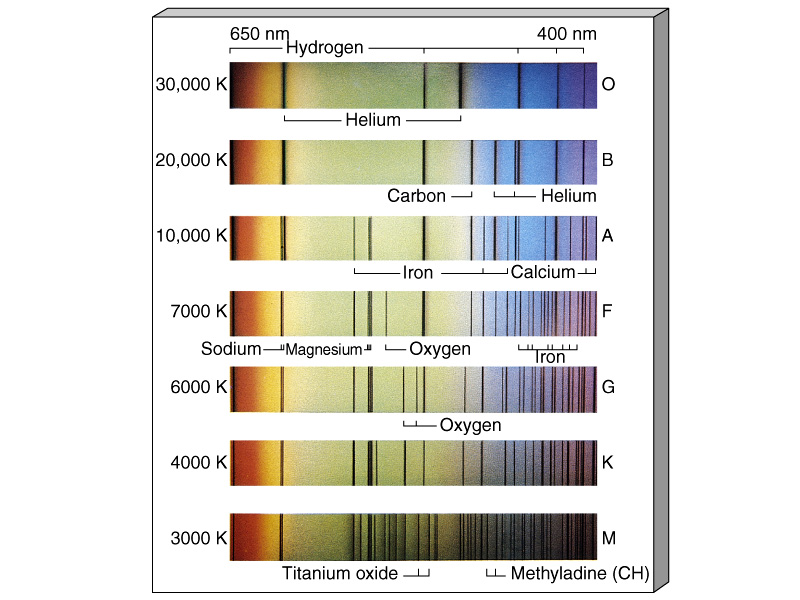 650 nm 400 nm
Hydrogen
30,000 K O
Helium
20,000 K B
Carbon Helium
10,000 K A
Iron Calcium
7000 K F
Sodium Magnesium Oxygen Iron
6000 K G
Oxygen
4000 K K
3000 K M
Titanium oxide Methyladine (CH)